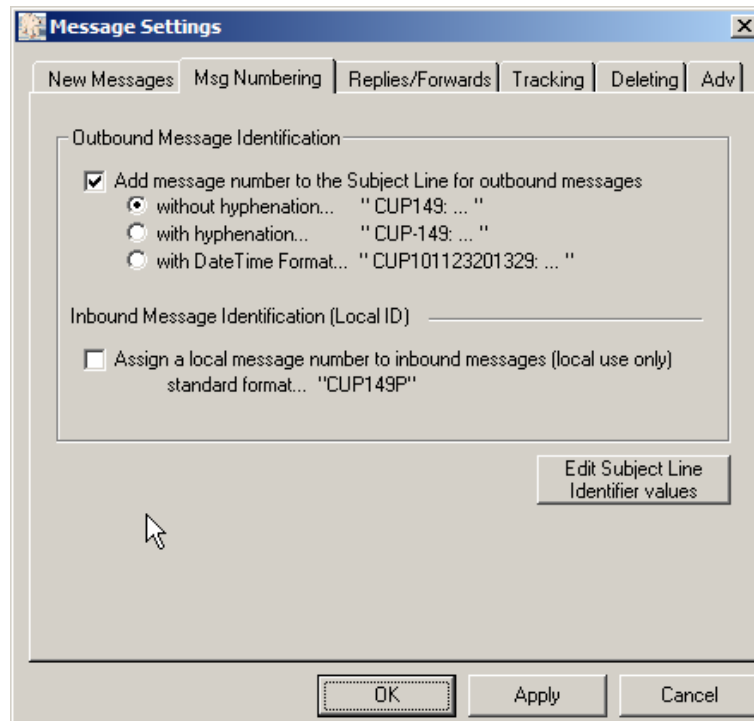 Message Settings
New Messages Msg Numbering Replies/Forwards Tracking Deleting Adv
Outbound Message Identification
Add message number to the Subject Line for outbound messages
without hyphenation... " CUP149: ... "
with hyphenation... " CUP-149: ... "
with DateTime Format... " CUP101123201329: ... "
Inbound Message Identification (Local ID)
Assign a local message number to inbound messages (local use only)
standard format... "CUP149P"
Edit Subject Line
Identifier values
OK Apply Cancel